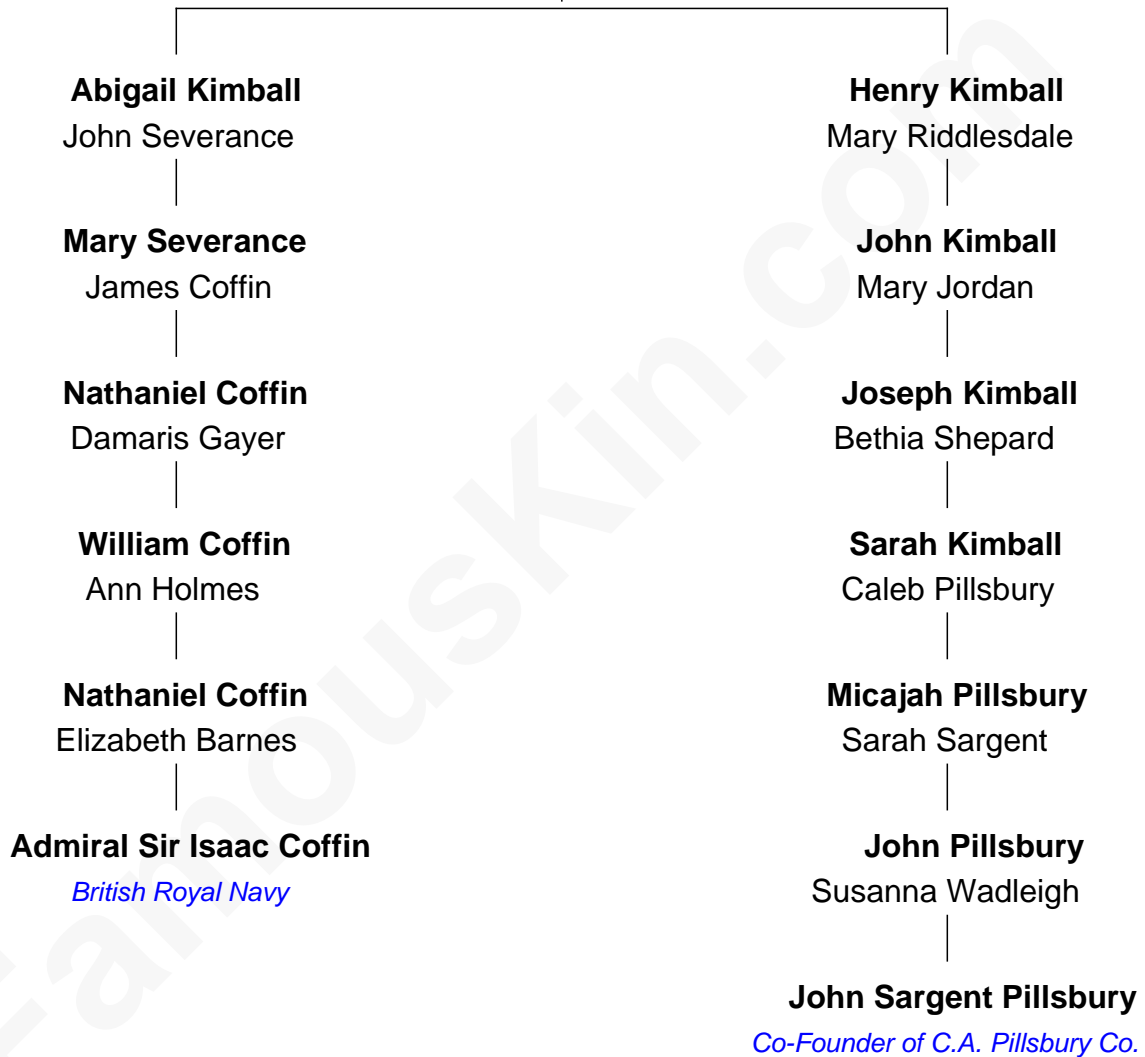 Abigail Kimball
John Severance
Henry Kimball
Mary Riddlesdale
Mary Severance
James Coffin
John Kimball
Mary Jordan
Nathaniel Coffin
Damaris Gayer
Joseph Kimball
Bethia Shepard
William Coffin
Ann Holmes
Sarah Kimball
Caleb Pillsbury
Nathaniel Coffin
Elizabeth Barnes
Micajah Pillsbury
Sarah Sargent
Admiral Sir Isaac Coffin
British Royal Navy
John Pillsbury
Susanna Wadleigh
John Sargent Pillsbury
Co-Founder of C.A. Pillsbury Co.
FamousKin.com